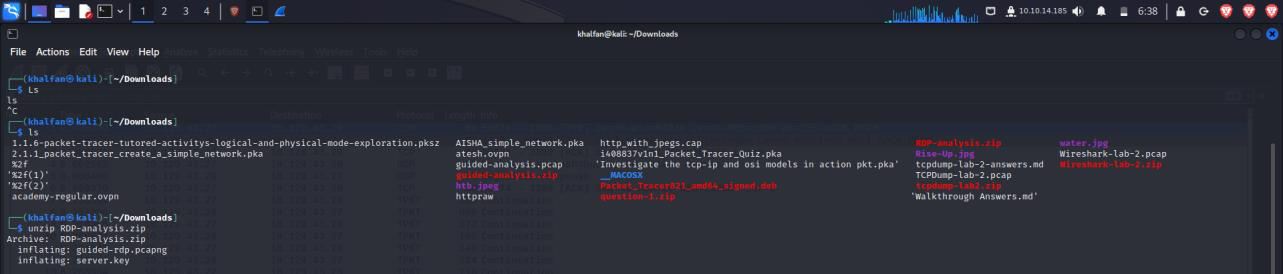 1 2 3 4 10.10.14.185 6:38
khalfan@kali: ~/Downloads
File Actions Edit View Help
(khalfan㉿kali)-[~/Downloads]
$ Ls
ls
^C
(khalfan㉿kali)-[~/Downloads]
$ ls
1.1.6-packet-tracer-tutored-activitys-logical-and-physical-mode-exploration.pksz AISHA_simple_network.pka http_with_jpegs.cap RDP-analysis.zip water.jpg
2.1.1_packet_tracer_create_a_simple_network.pka atesh.ovpn i408837v1n1_Packet_Tracer_Quiz.pka Rise-Up.jpg Wireshark-lab-2.pcap
%2f guided-analysis.pcap 'Investigate the tcp-ip and osi models in action pkt.pka' tcpdump-lab-2-answers.md Wireshark-lab-2.zip
'%2f(1)' guided-analysis.zip __MACOSX TCPDump-lab-2.pcap
'%2f(2)' htb.jpeg Packet_Tracer821_amd64_signed.deb tcpdump-lab2.zip
academy-regular.ovpn httpraw question-1.zip 'Walkthrough Answers.md'
(khalfan㉿kali)-[~/Downloads]
$ unzip RDP-analysis.zip
Archive: RDP-analysis.zip
inflating: guided-rdp.pcapng
inflating: server.key